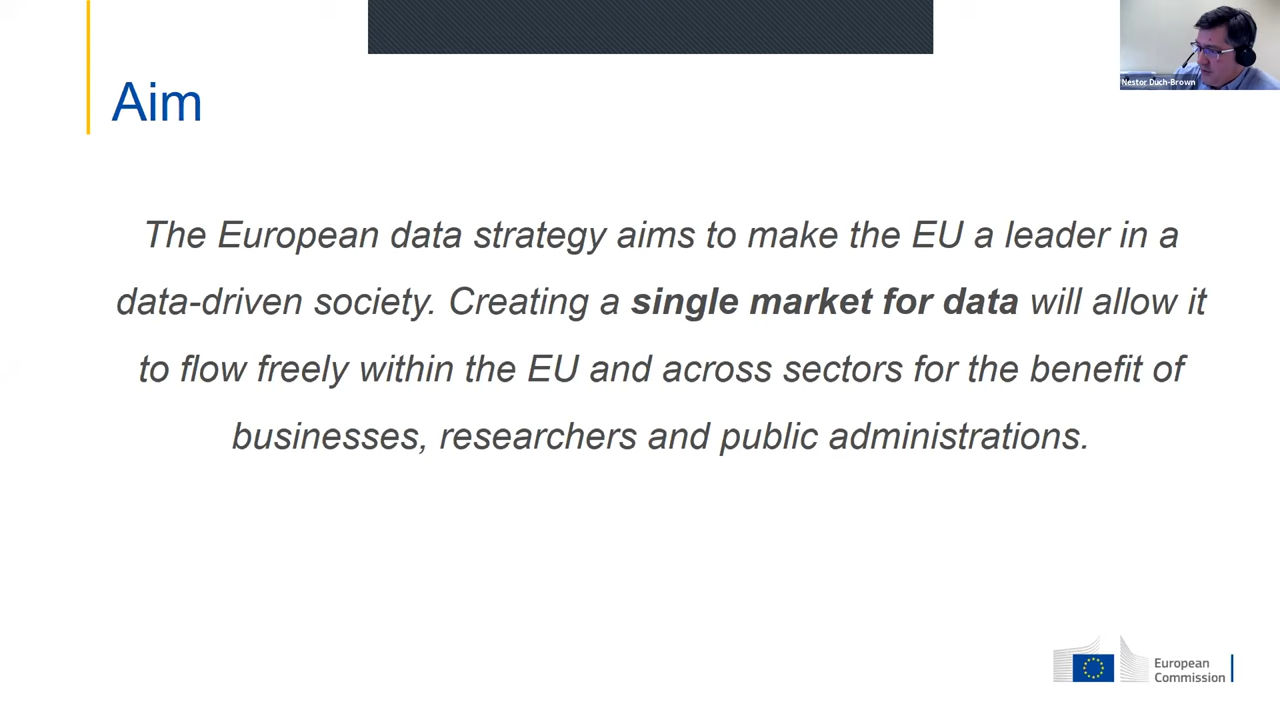 Nestor Duch-Brown
Aim
The European data strategy aims to make the EU a leader in a
data-driven society. Creating a single market for data will allow it
to flow freely within the EU and across sectors for the benefit of
businesses, researchers and public administrations.
European
Commission